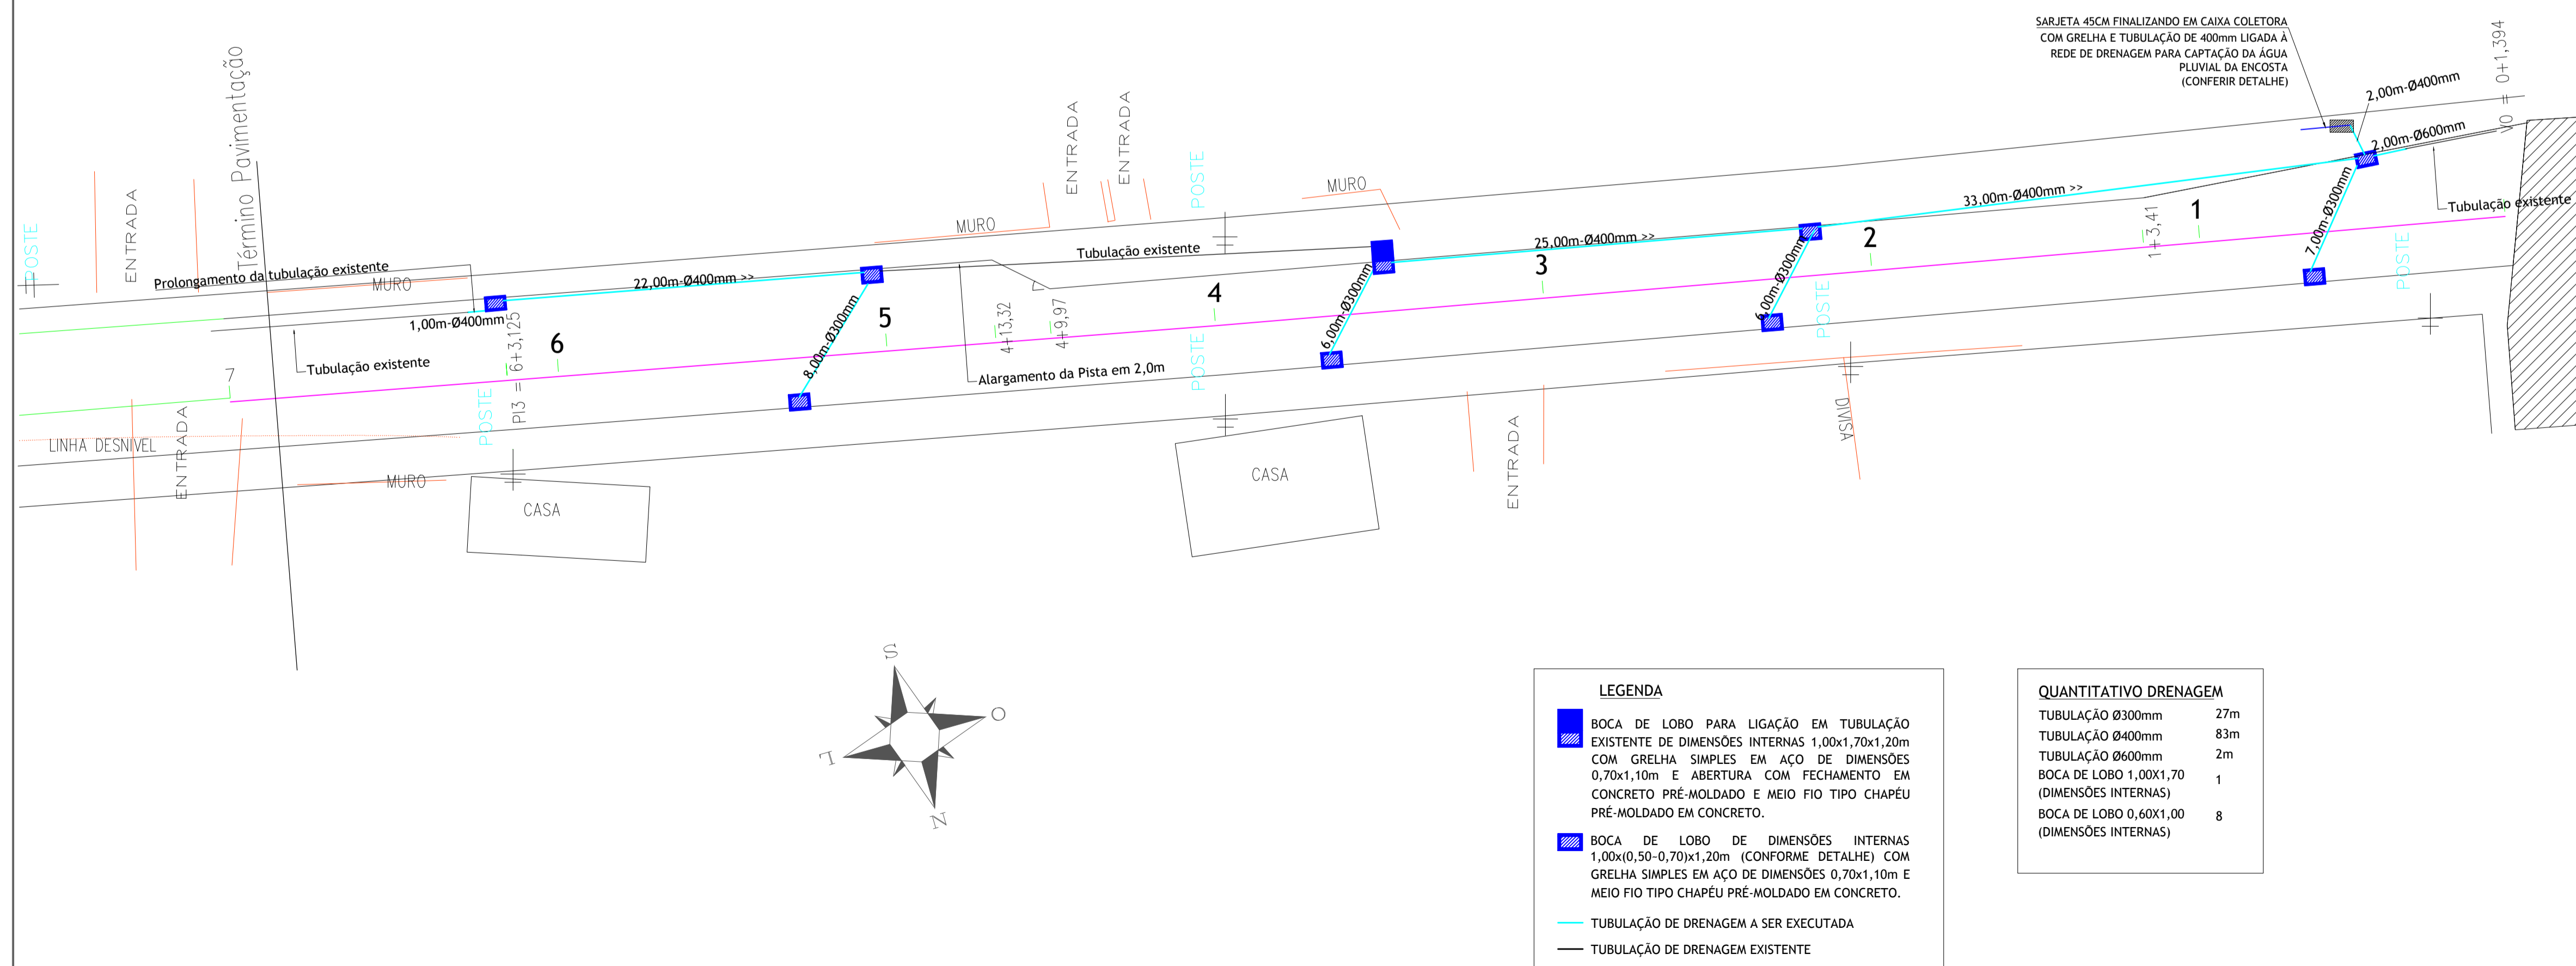 SARJETA 45CM FINALIZANDO EM CAIXA COLETORA
COM GRELHA E TUBULAÇÃO DE 400mm LIGADA À
REDE DE DRENAGEM PARA CAPTAÇÃO DA ÁGUA
PLUVIAL DA ENCOSTA
(CONFERIR DETALHE)
V0 = 0+1,394
2,00m-Ø400mm
2,00m-Ø600mm
Tubulação existente
POSTE
ENTRADA
Término Pavimentação
Prolongamento da tubulação existente
MURO
1,00m-Ø400mm
Tubulação existente
7
LINHA DESNIVEL
ENTRADA
MURO
POSTE
PI3 = 6+3,125
6
CASA
22,00m-Ø400mm >>
8,00m-Ø300mm
5
MURO
ENTRADA
ENTRADA
POSTE
Tubulação existente
4+13,32
4+9,97
Alargamento da Pista em 2,0m
4
POSTE
CASA
MURO
6,00m-Ø300mm
25,00m-Ø400mm >>
3
ENTRADA
6,00m-Ø300mm
2
POSTE
DIVISA
33,00m-Ø400mm >>
1+3,41
1
7,00m-Ø300mm
POSTE
S
O
L
N
LEGENDA
BOCA DE LOBO PARA LIGAÇÃO EM TUBULAÇÃO
EXISTENTE DE DIMENSÕES INTERNAS 1,00x1,70x1,20m
COM GRELHA SIMPLES EM AÇO DE DIMENSÕES
0,70x1,10m E ABERTURA COM FECHAMENTO EM
CONCRETO PRÉ-MOLDADO E MEIO FIO TIPO CHAPÉU
PRÉ-MOLDADO EM CONCRETO.
BOCA DE LOBO DE DIMENSÕES INTERNAS
1,00x(0,50~0,70)x1,20m (CONFORME DETALHE) COM
GRELHA SIMPLES EM AÇO DE DIMENSÕES 0,70x1,10m E
MEIO FIO TIPO CHAPÉU PRÉ-MOLDADO EM CONCRETO.
TUBULAÇÃO DE DRENAGEM A SER EXECUTADA
TUBULAÇÃO DE DRENAGEM EXISTENTE
QUANTITATIVO DRENAGEM
TUBULAÇÃO Ø300mm 27m
TUBULAÇÃO Ø400mm 83m
TUBULAÇÃO Ø600mm 2m
BOCA DE LOBO 1,00X1,70 1
(DIMENSÕES INTERNAS)
BOCA DE LOBO 0,60X1,00 8
(DIMENSÕES INTERNAS)